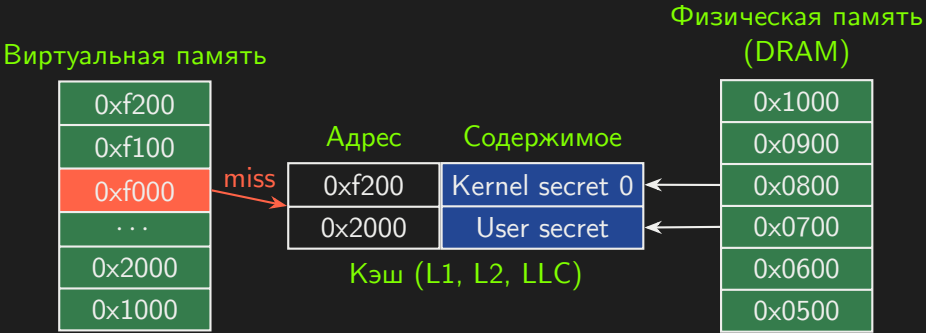 Виртуальная память
0xf200
0xf100
0xf000
...
0x2000
0x1000
miss
Адрес Содержимое
0xf200 Kernel secret 0
0x2000 User secret
Кэш (L1, L2, LLC)
Физическая память
(DRAM)
0x1000
0x0900
0x0800
0x0700
0x0600
0x0500